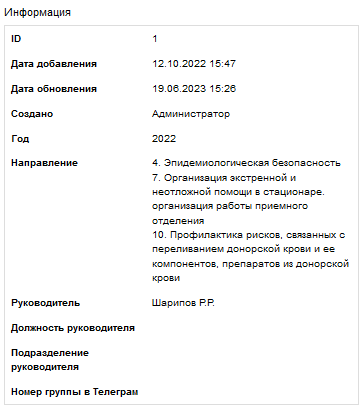 Информация
ID 1
Дата добавления 12.10.2022 15:47
Дата обновления 19.06.2023 15:26
Создано Администратор
Год 2022
Направление 4. Эпидемиологическая безопасность
7. Организация экстренной и
неотложной помощи в стационаре.
организация работы приемного
отделения
10. Профилактика рисков, связанных с
переливанием донорской крови и ее
компонентов, препаратов из донорской
крови
Руководитель Шарипов Р.Р.
Должность руководителя
Подразделение
руководителя
Номер группы в Телеграм